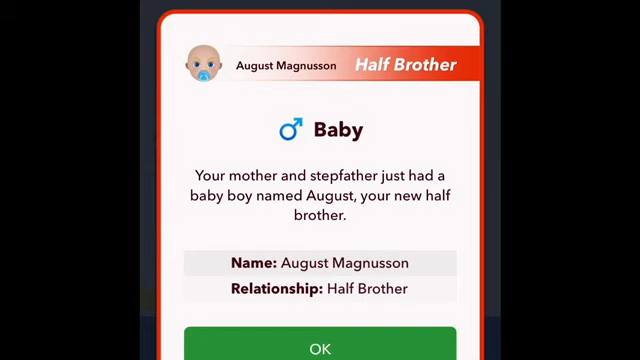 August Magnusson Half Brother
Baby
Your mother and stepfather just had a
baby boy named August, your new half
brother.
Name: August Magnusson
Relationship: Half Brother
OK